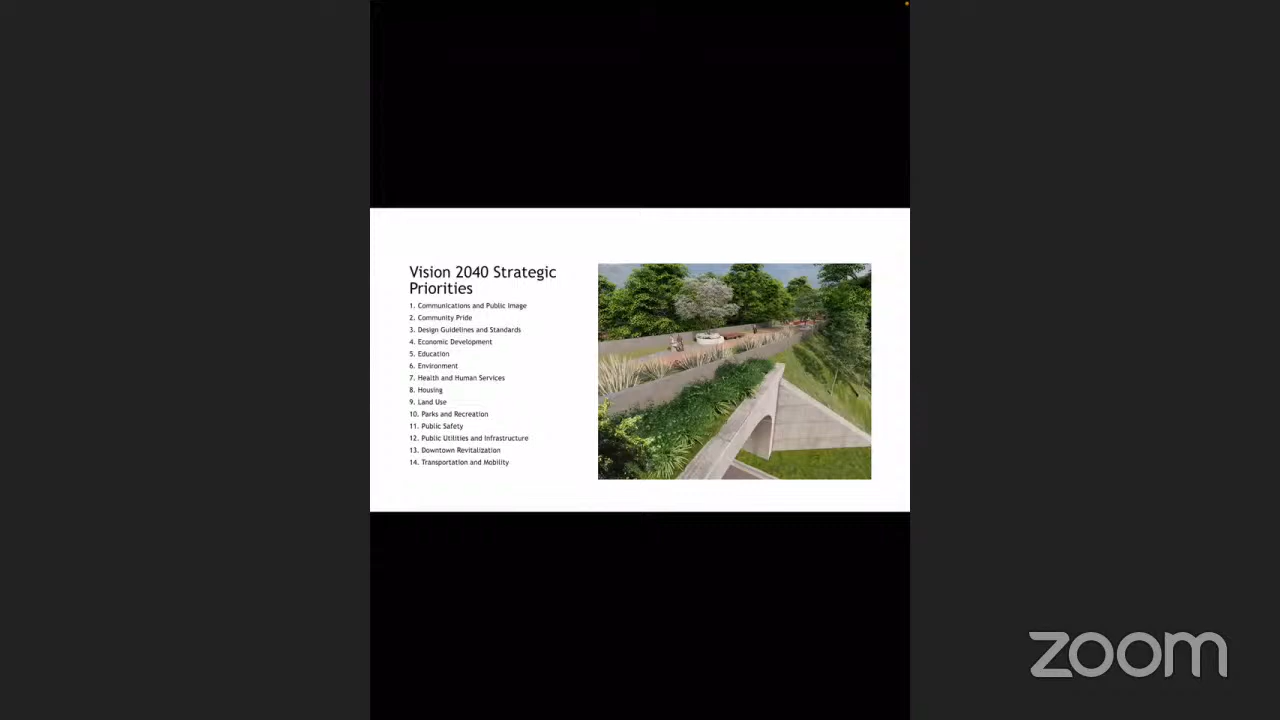 Vision 2040 Strategic
Priorities
1. Communications and Public Image
2. Community Pride
3. Design Guidelines and Standards
4. Economic Development
5. Education
6. Environment
7. Health and Human Services
8. Housing
9. Land Use
10. Parks and Recreation
11. Public Safety
12. Public Utilities and Infrastructure
13. Downtown Revitalization
14. Transportation and Mobility
zoom